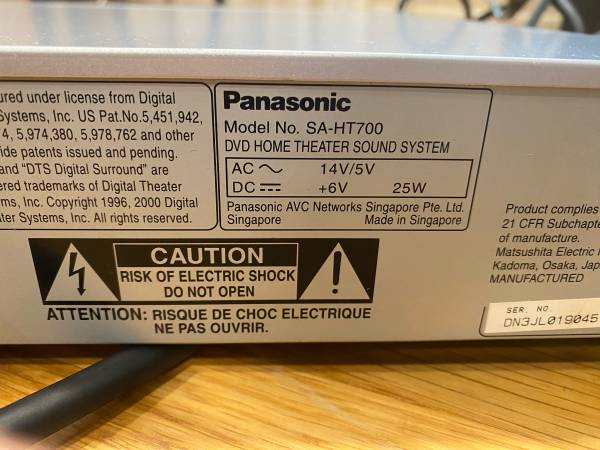 ured under license from Digital
Systems, Inc. US Pat.No.5,451,942,
4, 5,974,380, 5,978,762 and other
ide patents issued and pending.
and "DTS Digital Surround" are
ered trademarks of Digital Theater
ms, Inc. Copyright 1996, 2000 Digital
ter Systems, Inc. All rights reserved.
Panasonic
Model No. SA-HT700
DVD HOME THEATER SOUND SYSTEM
AC ~ 14V/5V
DC ⎓ +6V 25W
Panasonic AVC Networks Singapore Pte. Ltd.
Singapore Made in Singapore
CAUTION
RISK OF ELECTRIC SHOCK
DO NOT OPEN
ATTENTION: RISQUE DE CHOC ELECTRIQUE
NE PAS OUVRIR.
Product complies
21 CFR Subchapte
of manufacture.
Matsushita Electric
Kadoma, Osaka, Jap
MANUFACTURED
SER. NO.
DN3JL019045